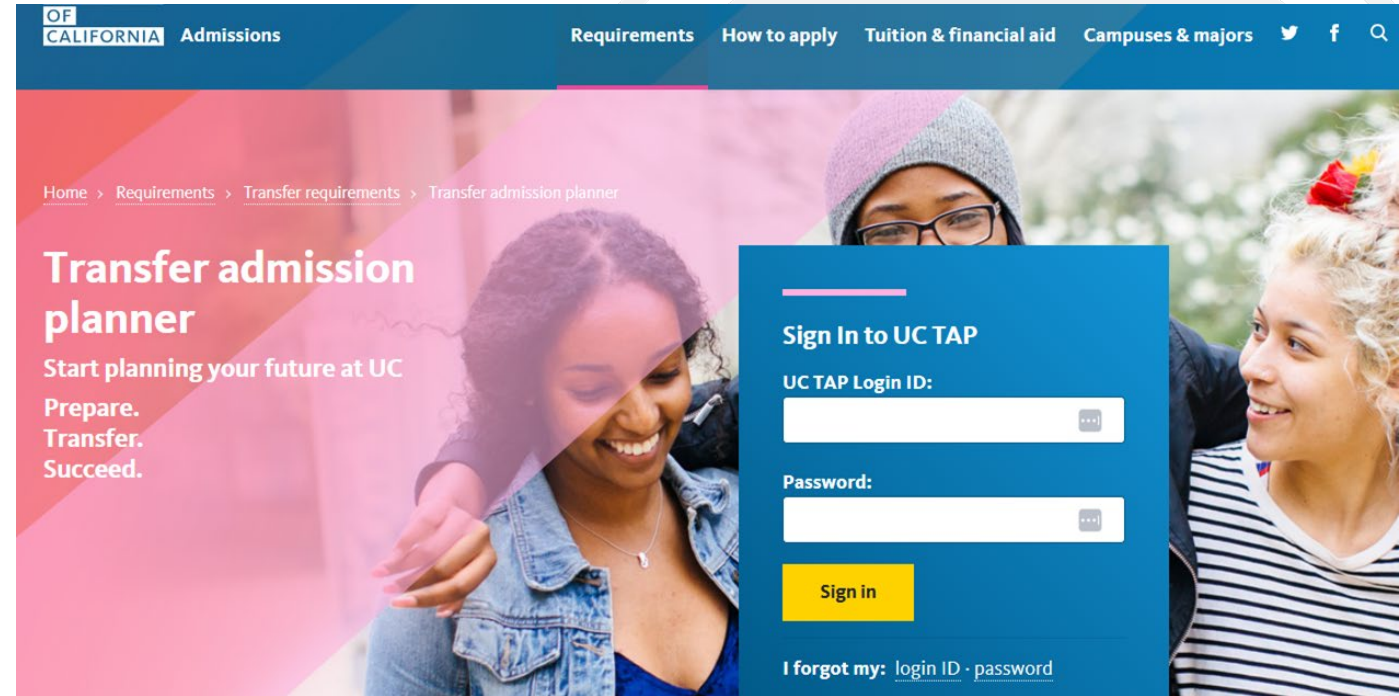 OF
CALIFORNIA Admissions Requirements How to apply Tuition & financial aid Campuses & majors
Home > Requirements > Transfer requirements > Transfer admission planner
Transfer admission
planner
Start planning your future at UC
Prepare.
Transfer.
Succeed.
Sign In to UC TAP
UC TAP Login ID:
Password:
Sign in
I forgot my: login ID · password